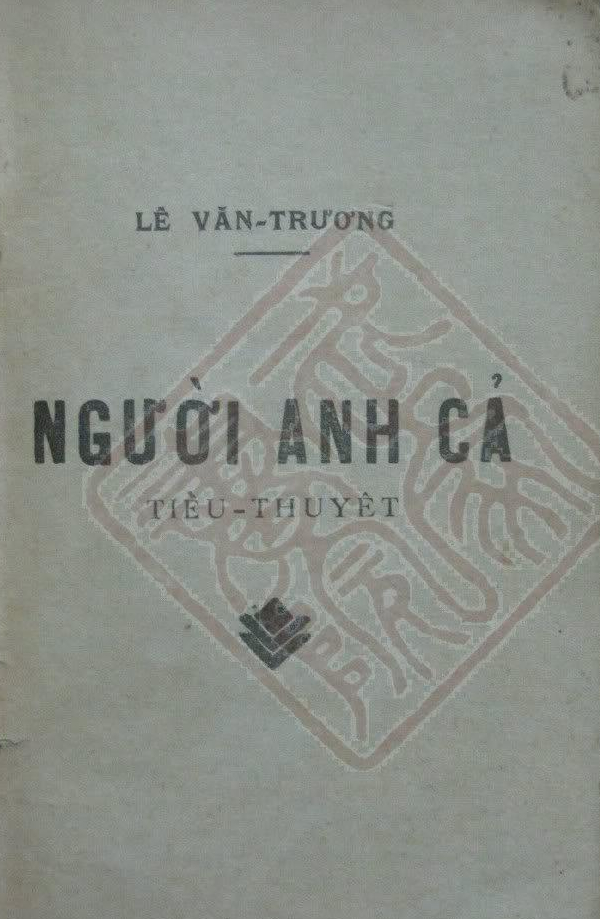 LÊ VĂN-TRƯƠNG
NGƯỜI ANH CẢ
TIỂU-THUYẾT